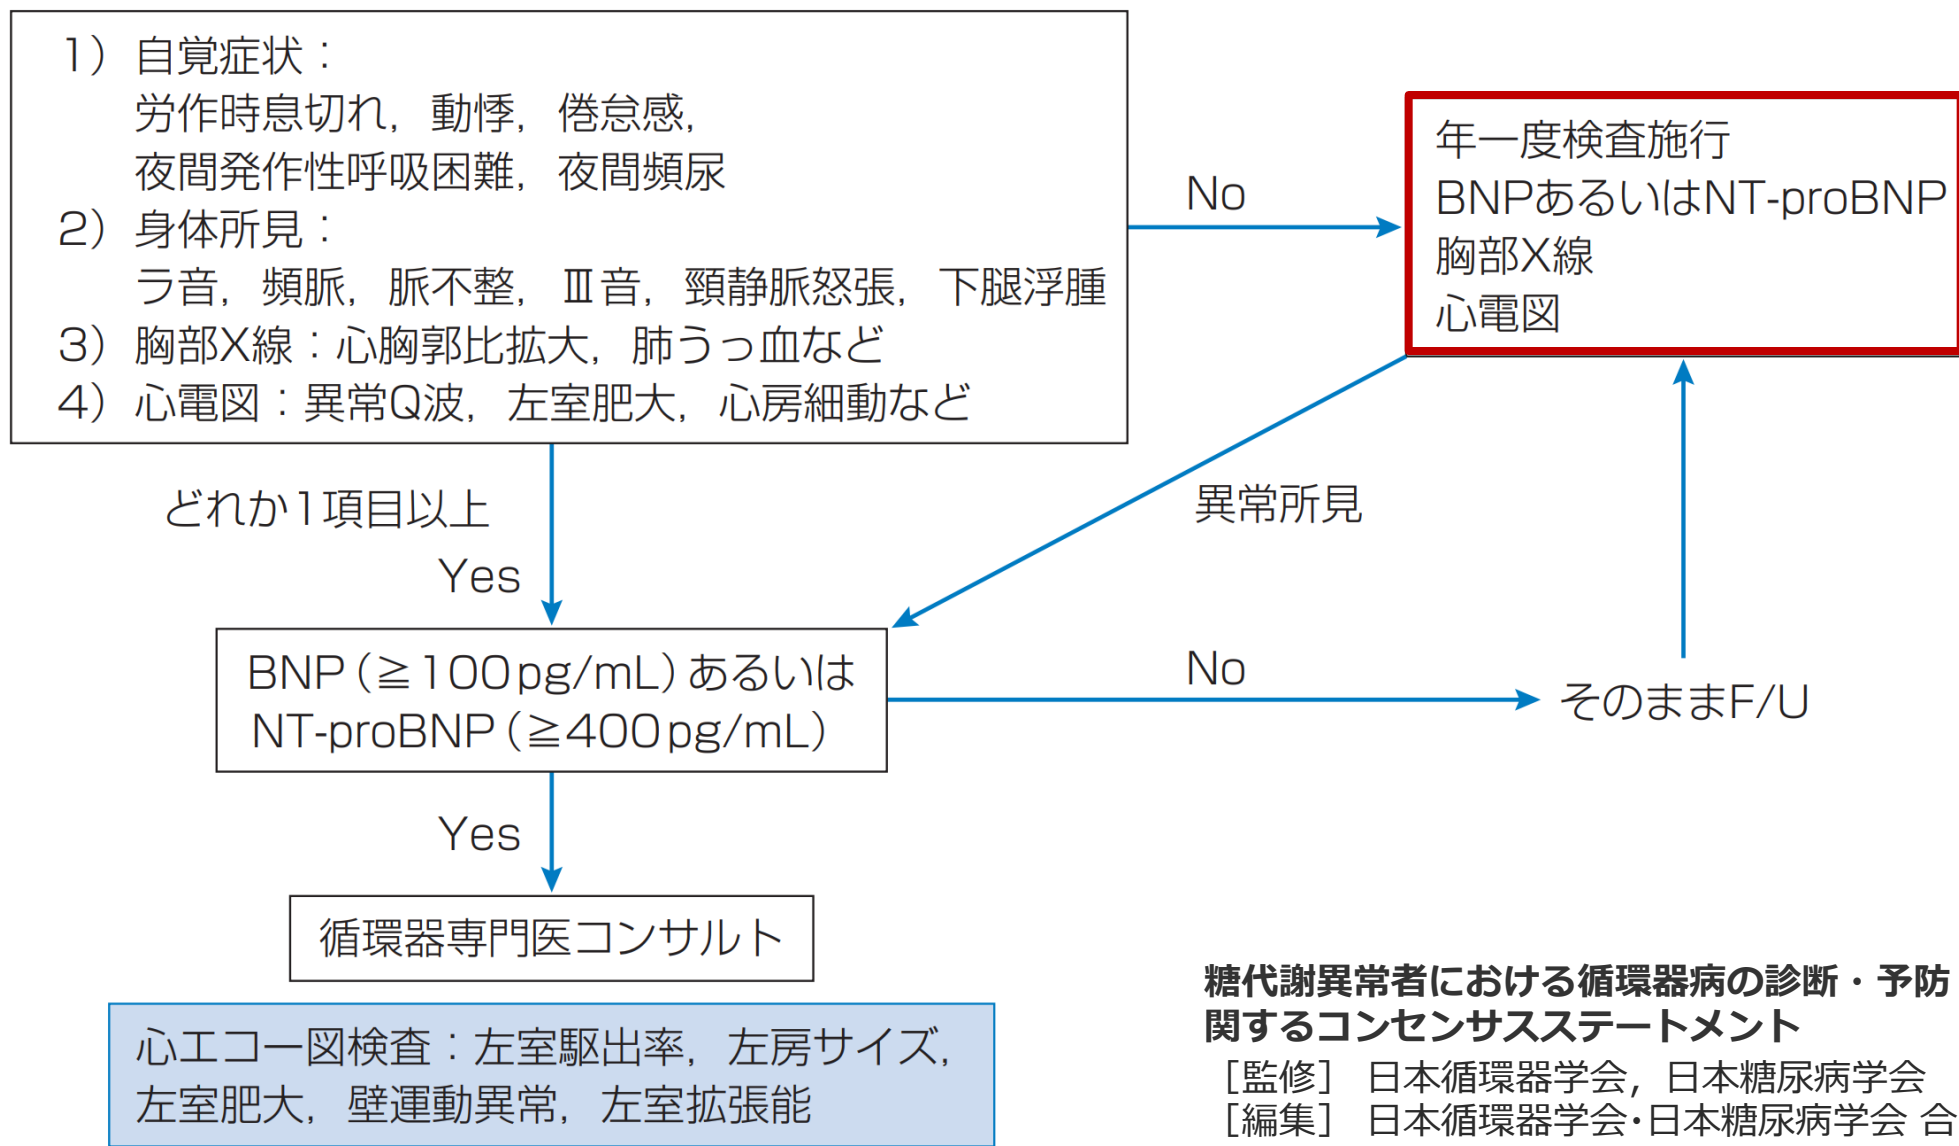 1）自覚症状：
労作時息切れ，動悸，倦怠感，
夜間発作性呼吸困難，夜間頻尿
2）身体所見：
ラ音，頻脈，脈不整，Ⅲ音，頸静脈怒張，下腿浮腫
3）胸部X線：心胸郭比拡大，肺うっ血など
4）心電図：異常Q波，左室肥大，心房細動など
No
年一度検査施行
BNPあるいはNT-proBNP
胸部X線
心電図
どれか1項目以上
Yes
異常所見
BNP（≧100pg/mL）あるいは
NT-proBNP（≧400pg/mL）
No
そのままF/U
Yes
循環器専門医コンサルト
心エコー図検査：左室駆出率，左房サイズ，
左室肥大，壁運動異常，左室拡張能
糖代謝異常者における循環器病の診断・予防
関するコンセンサスステートメント
［監修］ 日本循環器学会，日本糖尿病学会
［編集］ 日本循環器学会・日本糖尿病学会 合